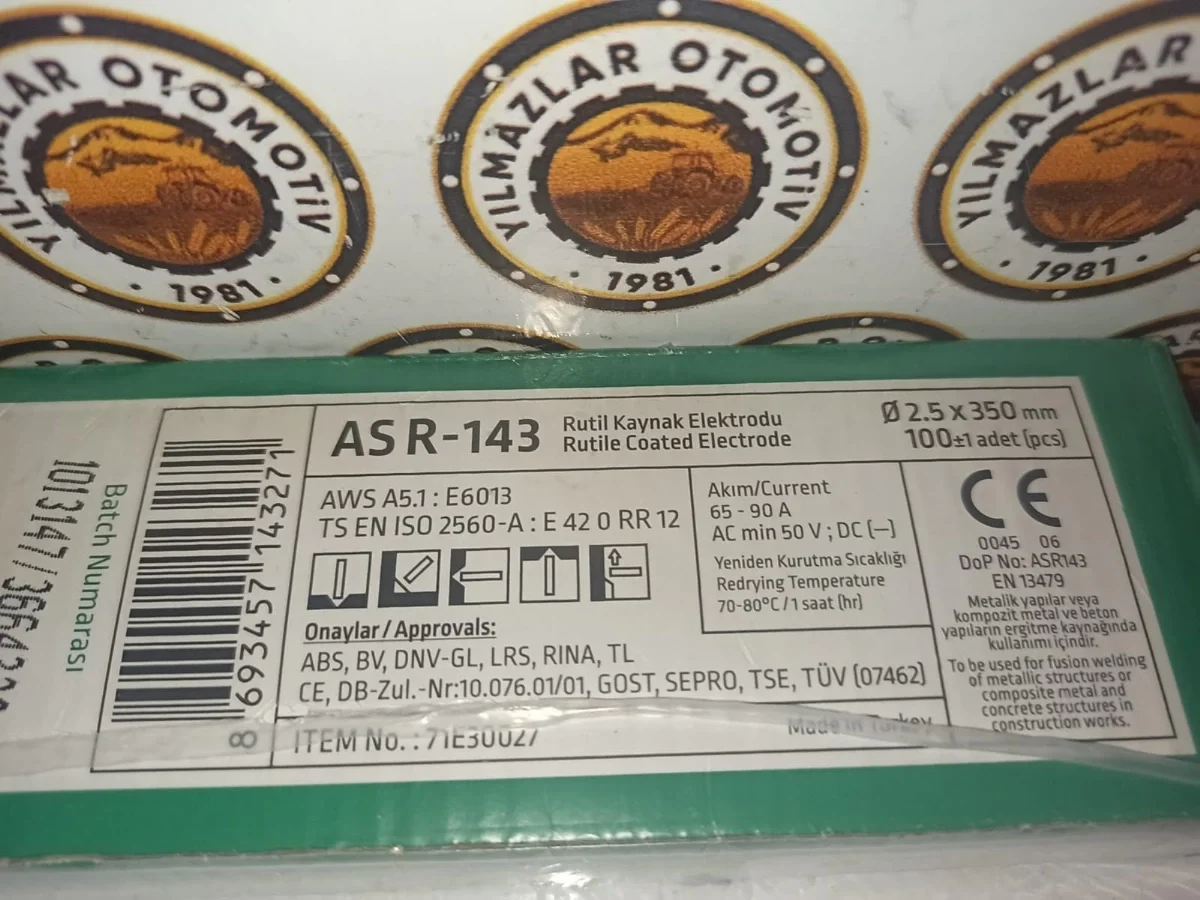 YILMAZLAR OTOMOTİV
1981
YILMAZLAR OTOMOTİV
1981
YILMAZLAR
1981
AS R-143
Rutil Kaynak Elektrodu
Rutile Coated Electrode
Ø 2.5 x 350 mm
100±1 adet (pcs)
AWS A5.1 : E6013
TS EN ISO 2560-A : E 42 0 RR 12
Akım/Current
65 - 90 A
AC min 50 V ; DC (–)
Yeniden Kurutma Sıcaklığı
Redrying Temperature
70-80°C / 1 saat (hr)
CE
0045 06
DoP No: ASR143
EN 13479
Metalik yapılar veya
kompozit metal ve beton
yapıların ergitme kaynağında
kullanımı içindir.
To be used for fusion welding
of metallic structures or
composite metal and
concrete structures in
construction works.
Onaylar / Approvals:
ABS, BV, DNV-GL, LRS, RINA, TL
CE, DB-Zul.-Nr:10.076.01/01, GOST, SEPRO, TSE, TÜV (07462)
ITEM No. : 71E30027
Made in Turkey
8 693457 143271
Batch Numarası